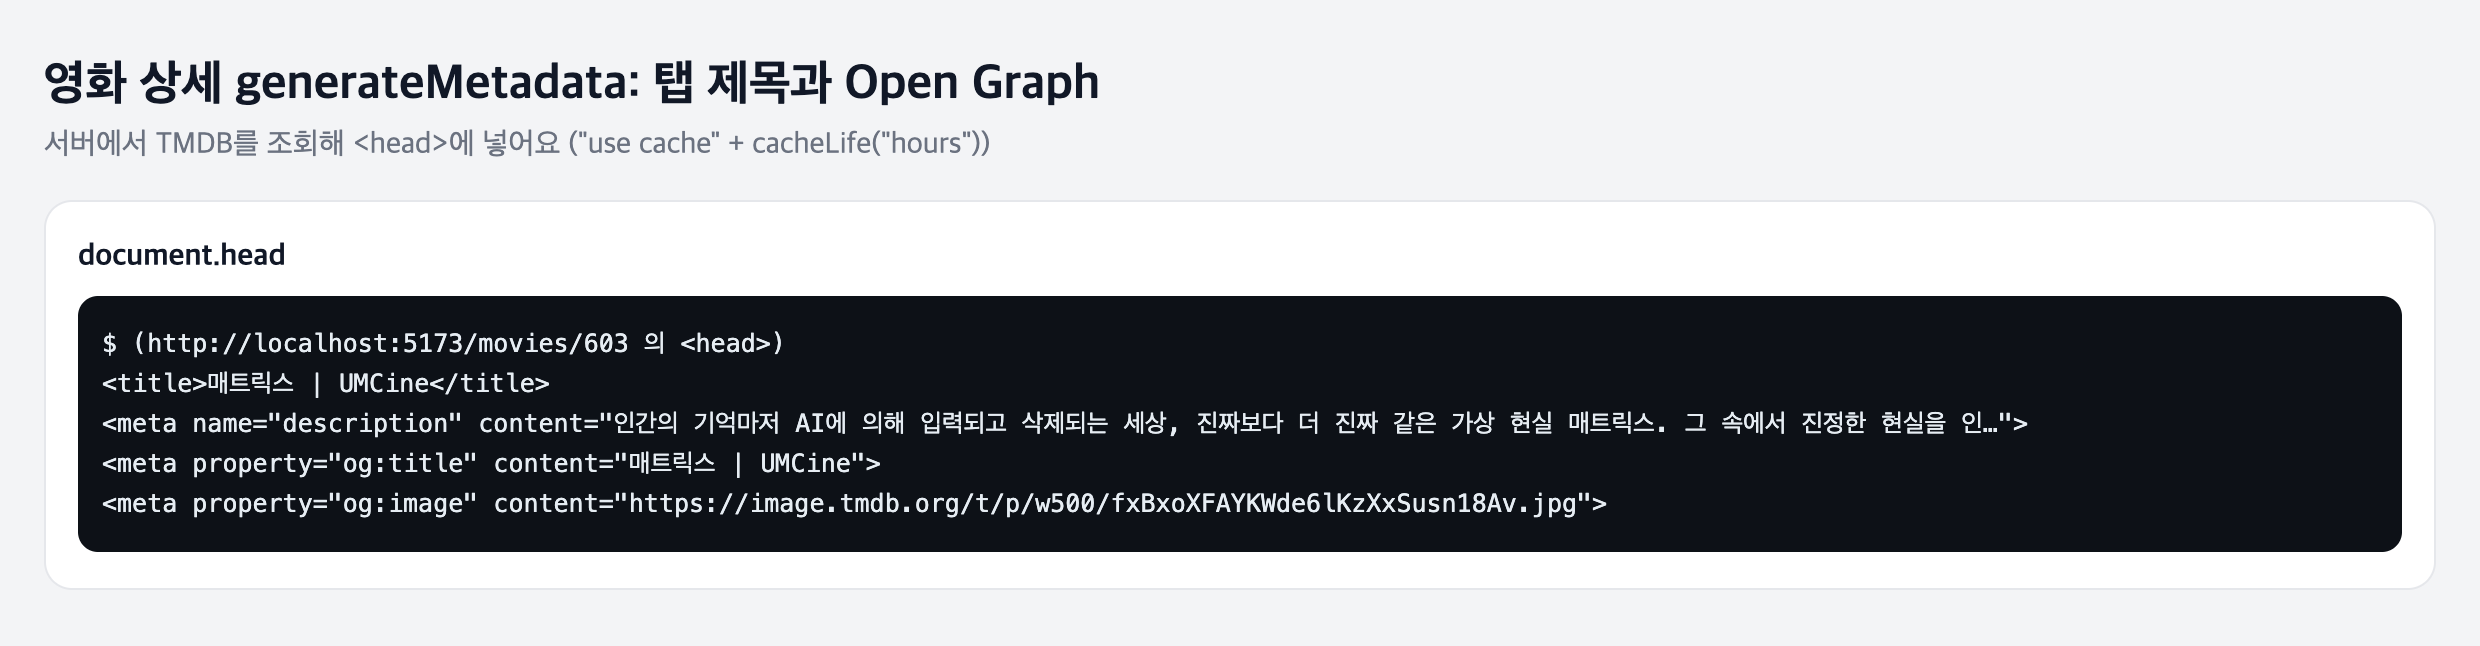 영화 상세 generateMetadata: 탭 제목과 Open Graph
서버에서 TMDB를 조회해 <head>에 넣어요 ("use cache" + cacheLife("hours"))
document.head
$ (http://localhost:5173/movies/603 의 <head>)
<title>매트릭스 | UMCine</title>
<meta name="description" content="인간의 기억마저 AI에 의해 입력되고 삭제되는 세상, 진짜보다 더 진짜 같은 가상 현실 매트릭스. 그 속에서 진정한 현실을 인…">
<meta property="og:title" content="매트릭스 | UMCine">
<meta property="og:image" content="https://image.tmdb.org/t/p/w500/fxBxoXFAYKWde6lKzXxSusn18Av.jpg">